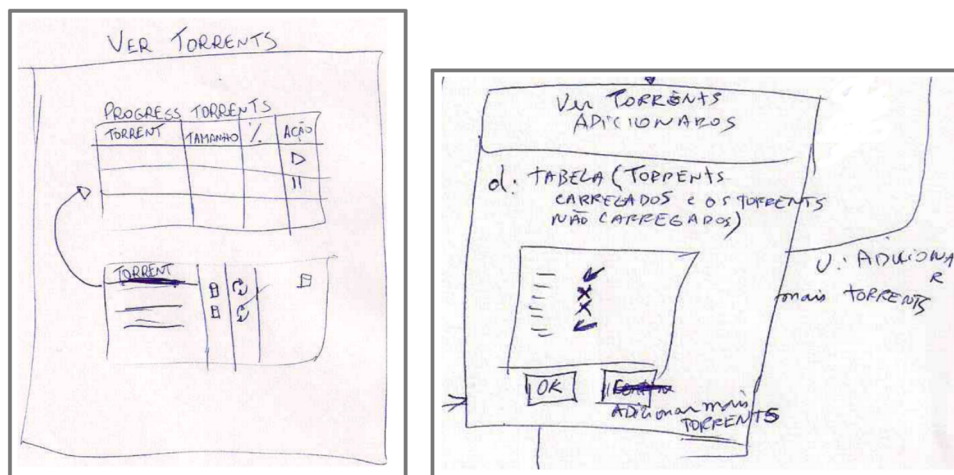 VER TORRENTS
PROGRESS TORRENTS
TORRENT TAMANHO % AÇÃO
TORRENT
Ver TORRENTS
ADICIONADOS
d: TABELA (TORRENTS
CARREGADOS e OS TORRENTS
NÃO CARREGADOS)
OK
ADICIONAR mais
TORRENTS
U: ADICIONA
R
mais TORRENTS